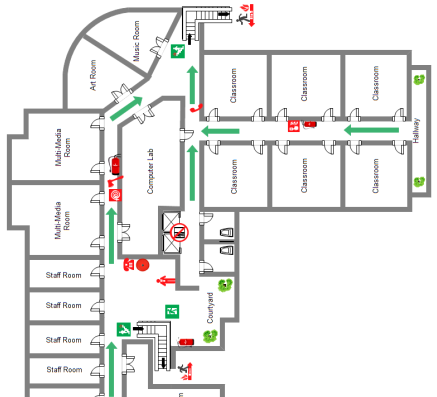 Music Room
Art Room
Classroom
Classroom
Classroom
Hallway
Multi-Media
Room
Computer Lab
Classroom
Classroom
Classroom
Multi-Media
Room
Staff Room
Staff Room
Courtyard
Staff Room
Staff Room